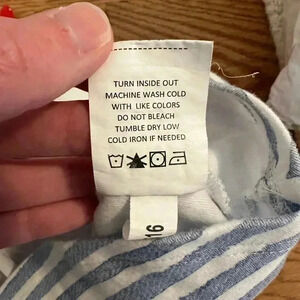 TURN INSIDE OUT
MACHINE WASH COLD
WITH LIKE COLORS
DO NOT BLEACH
TUMBLE DRY LOW
COLD IRON IF NEEDED
16